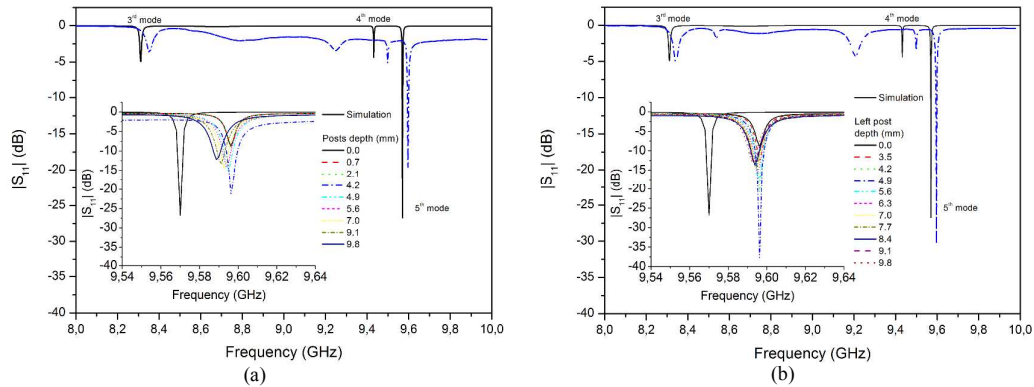 3rd mode
4th mode
5th mode
|S11| (dB)
0
-5
-10
-15
-20
-25
-30
-35
-40
8,0 8,2 8,4 8,6 8,8 9,0 9,2 9,4 9,6 9,8 10,0
Frequency (GHz)
|S11| (dB)
0
-5
-10
-15
-20
-25
-30
-35
-40
9,54 9,56 9,58 9,60 9,62 9,64
Frequency (GHz)
Simulation
Posts depth (mm)
0.0
0.7
2.1
4.2
4.9
5.6
7.0
9.1
9.8
(a)
3rd mode
4th mode
5th mode
|S11| (dB)
0
-5
-10
-15
-20
-25
-30
-35
-40
8,0 8,2 8,4 8,6 8,8 9,0 9,2 9,4 9,6 9,8 10,0
Frequency (GHz)
|S11| (dB)
0
-5
-10
-15
-20
-25
-30
-35
-40
9,54 9,56 9,58 9,60 9,62 9,64
Frequency (GHz)
Simulation
Left post
depth (mm)
0.0
3.5
4.2
4.9
5.6
6.3
7.0
7.7
8.4
9.1
9.8
(b)